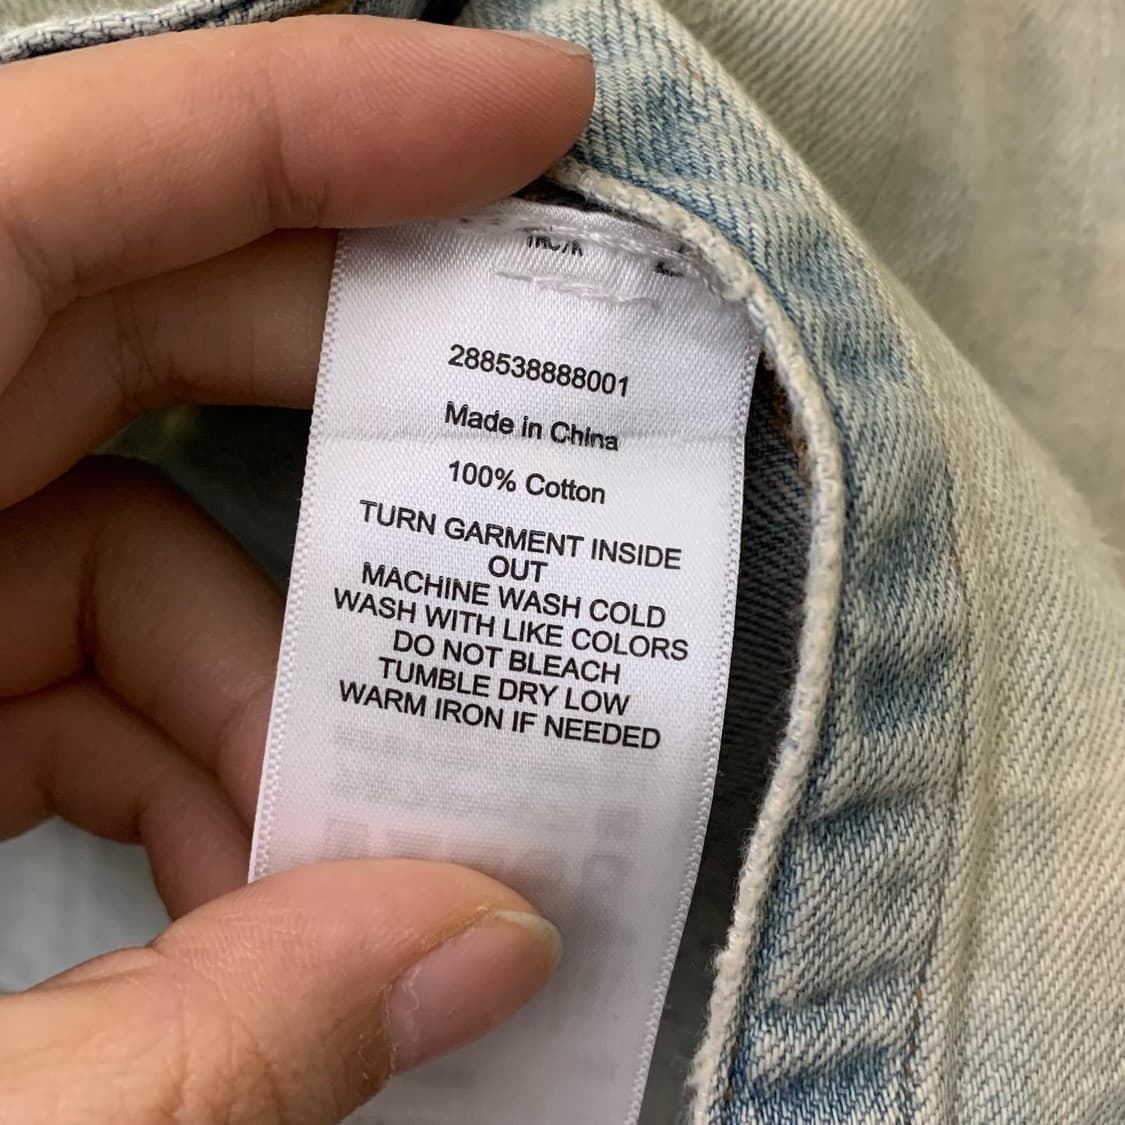 288538888001
Made in China
100% Cotton
TURN GARMENT INSIDE
OUT
MACHINE WASH COLD
WASH WITH LIKE COLORS
DO NOT BLEACH
TUMBLE DRY LOW
WARM IRON IF NEEDED